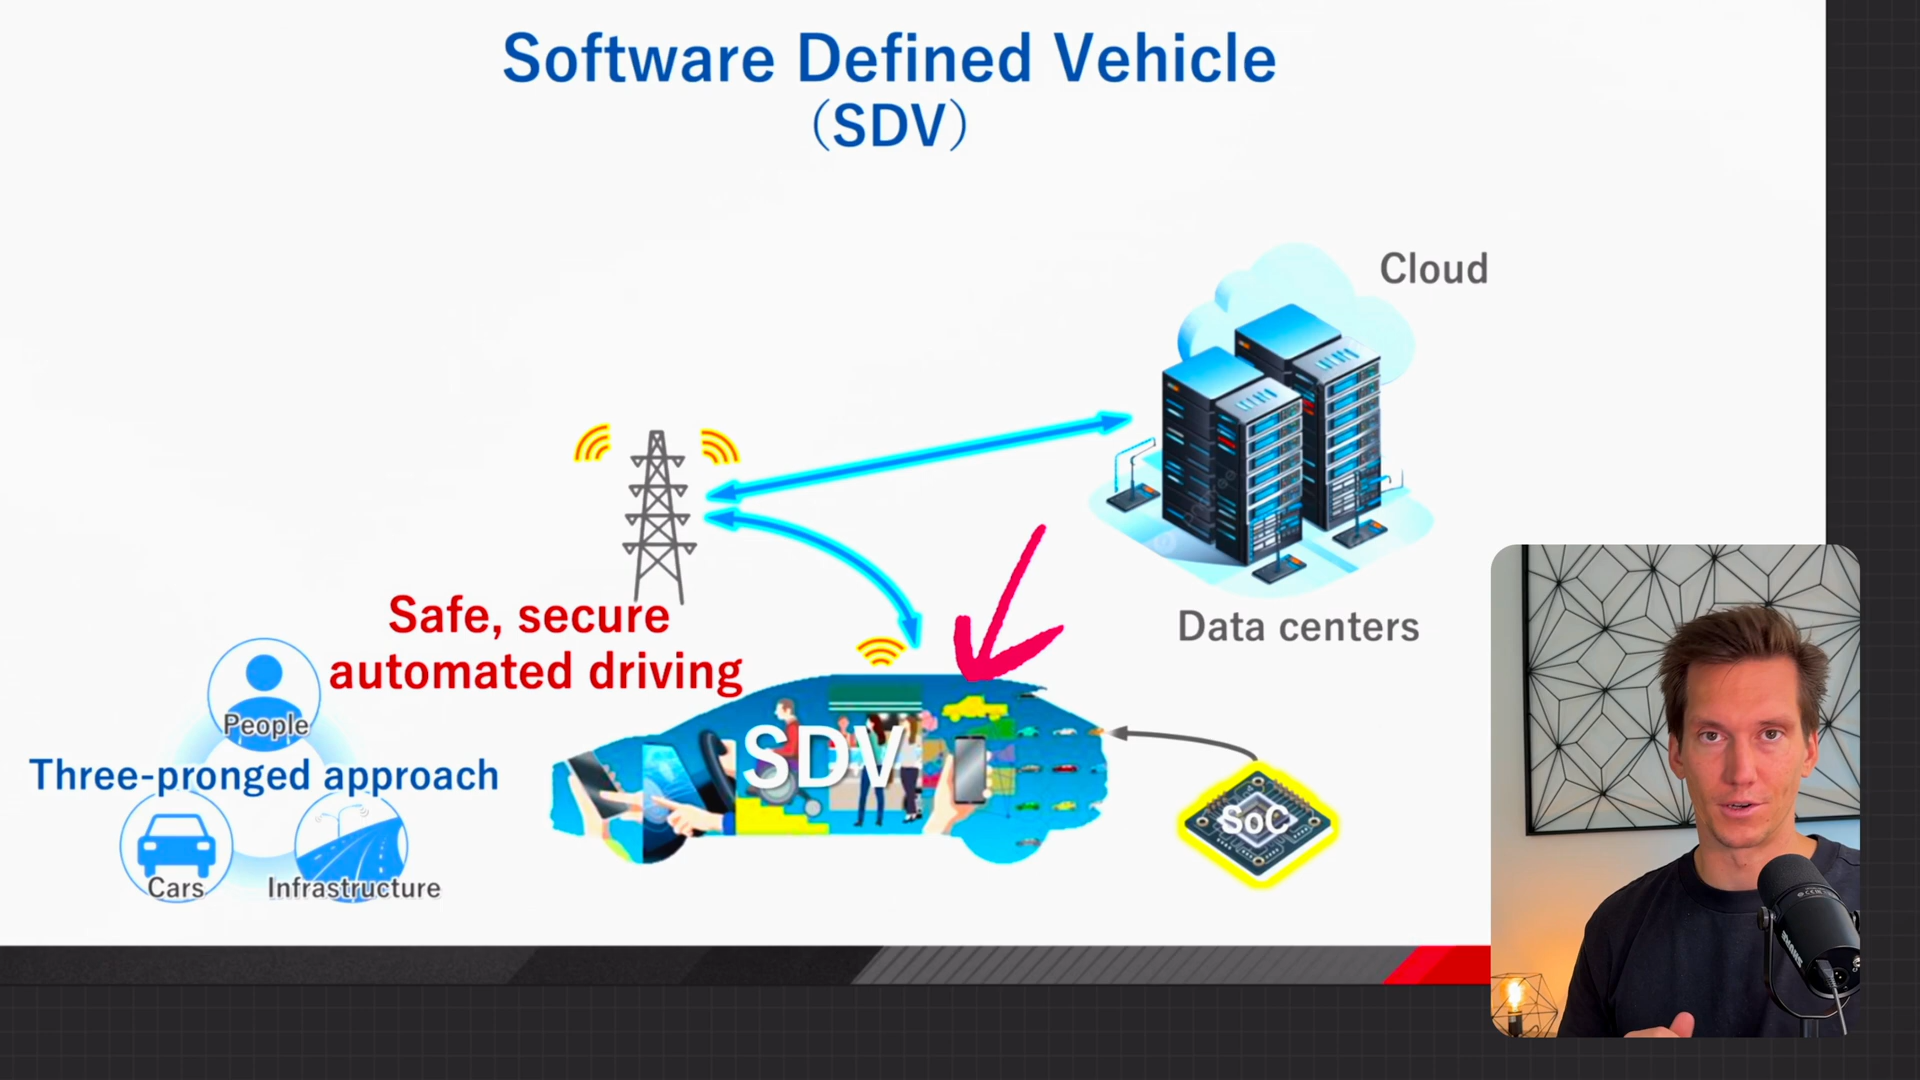 Software Defined Vehicle
(SDV)
Cloud
Data centers
Safe, secure
automated driving
People
Three-pronged approach
Cars
Infrastructure
SDV
SoC